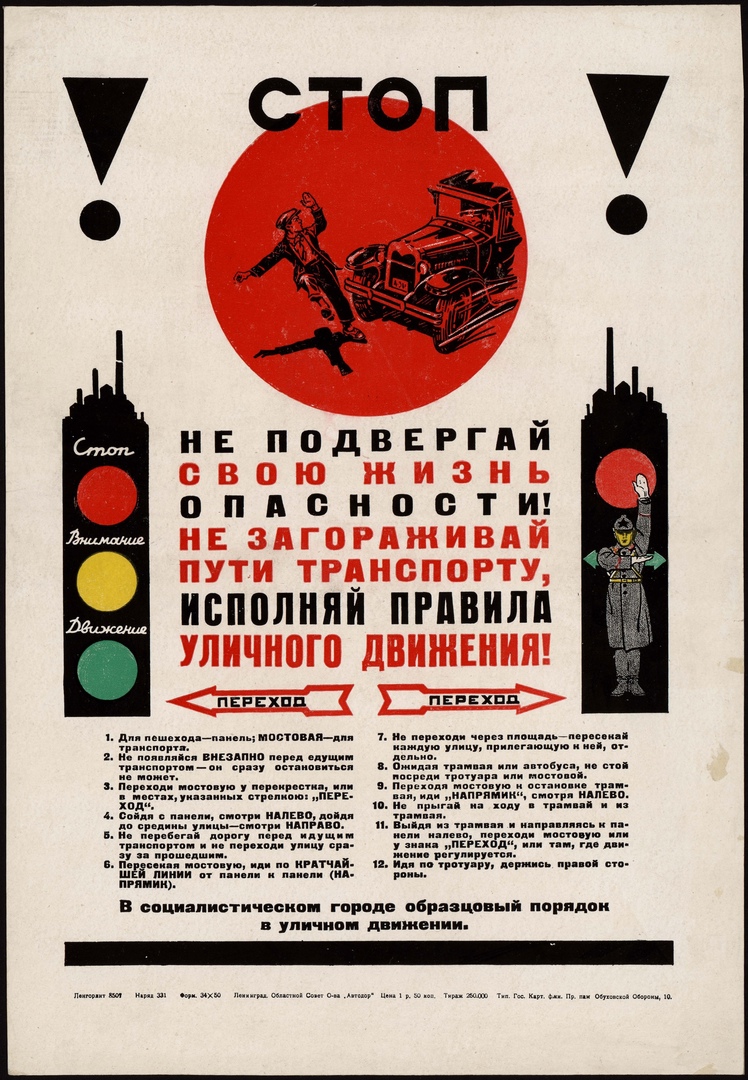 СТОП
Стоп
Внимание
Движение
НЕ ПОДВЕРГАЙ
СВОЮ ЖИЗНЬ
ОПАСНОСТИ!
НЕ ЗАГОРАЖИВАЙ
ПУТИ ТРАНСПОРТУ,
ИСПОЛНЯЙ ПРАВИЛА
УЛИЧНОГО ДВИЖЕНИЯ!
ПЕРЕХОД
ПЕРЕХОД
1. Для пешехода—панель; МОСТОВАЯ—для
транспорта.
2. Не появляйся ВНЕЗАПНО перед едущим
транспортом—он сразу остановиться
не может.
3. Переходи мостовую у перекрестка, или
в местах, указанных стрелкою: „ПЕРЕ-
ХОД“.
4. Сойдя с панели, смотри НАЛЕВО, дойдя
до средины улицы—смотри НАПРАВО.
5. Не перебегай дорогу перед идущим
транспортом и не переходи улицу сра-
зу за прошедшим.
6. Пересекая мостовую, иди по КРАТЧАЙ-
ШЕЙ ЛИНИИ от панели к панели (НА-
ПРЯМИК).
7. Не переходи через площадь—пересекай
каждую улицу, прилегающую к ней, от-
дельно.
8. Ожидая трамвая или автобуса, не стой
посреди тротуара или мостовой.
9. Переходя мостовую к остановке трам-
вая, иди „НАПРЯМИК“, смотря НАЛЕВО.
10. Не прыгай на ходу в трамвай и из
трамвая.
11. Выйдя из трамвая и направляясь к па-
нели налево, переходи мостовую или
у знака „ПЕРЕХОД“, или там, где дви-
жение регулируется.
12. Идя по тротуару, держись правой сто-
роны.
В социалистическом городе образцовый порядок
в уличном движении.
Ленгорлит 8507 Наряд 331 Форм. 34×50 Ленинград. Областной Совет О-ва „Автодор“ Цена 1 р. 50 коп. Тираж 250.000 Тип. Гос. Карт. ф-ки. Пр. пам Обуховской Обороны, 10.